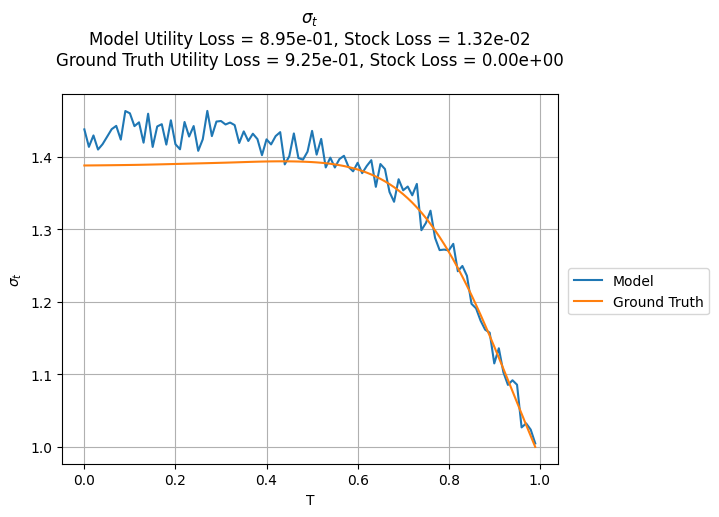 σt
Model Utility Loss = 8.95e-01, Stock Loss = 1.32e-02
Ground Truth Utility Loss = 9.25e-01, Stock Loss = 0.00e+00
1.4
1.3
1.2
1.1
1.0
σt
0.0 0.2 0.4 0.6 0.8 1.0
T
Model
Ground Truth